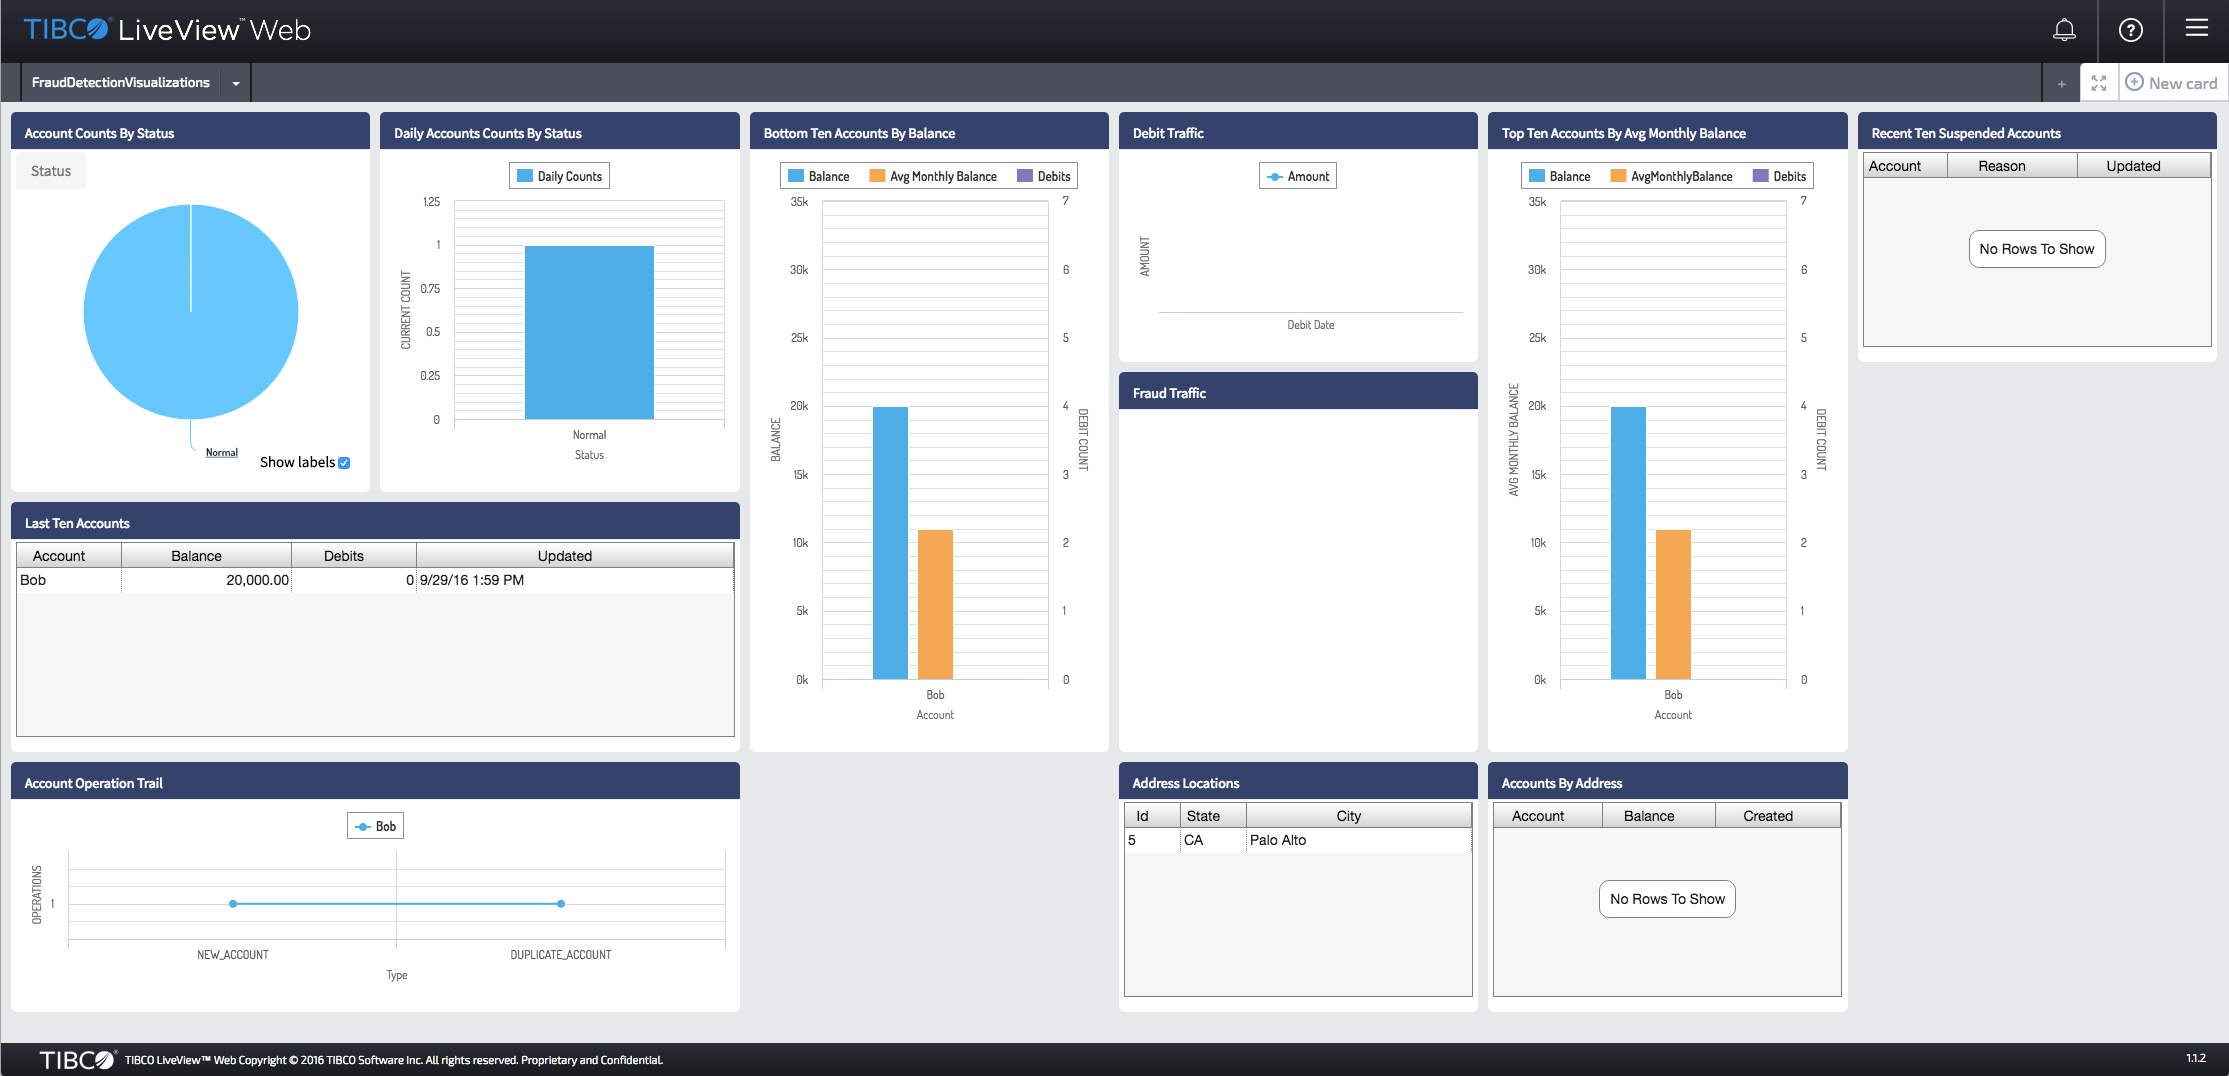 TIBCO LiveView™ Web
FraudDetectionVisualizations
+
New card
Account Counts By Status
Status
Normal
Show labels
Daily Accounts Counts By Status
Daily Counts
CURRENT COUNT
1.25
1
0.75
0.5
0.25
0
Normal
Status
Bottom Ten Accounts By Balance
Balance Avg Monthly Balance Debits
BALANCE
35k
30k
25k
20k
15k
10k
5k
0k
7
6
5
4
3
2
1
0
DEBIT COUNT
Bob
Account
Debit Traffic
Amount
AMOUNT
Debit Date
Fraud Traffic
Top Ten Accounts By Avg Monthly Balance
Balance AvgMonthlyBalance Debits
AVG MONTHLY BALANCE
35k
30k
25k
20k
15k
10k
5k
0k
7
6
5
4
3
2
1
0
DEBIT COUNT
Bob
Account
Recent Ten Suspended Accounts
Account Reason Updated
No Rows To Show
Last Ten Accounts
Account Balance Debits Updated
Bob 20,000.00 0 9/29/16 1:59 PM
Account Operation Trail
Bob
OPERATIONS
1
NEW_ACCOUNT DUPLICATE_ACCOUNT
Type
Address Locations
Id State City
5 CA Palo Alto
Accounts By Address
Account Balance Created
No Rows To Show
TIBCO TIBCO LiveView™ Web Copyright © 2016 TIBCO Software Inc. All rights reserved. Proprietary and Confidential.
1.1.2